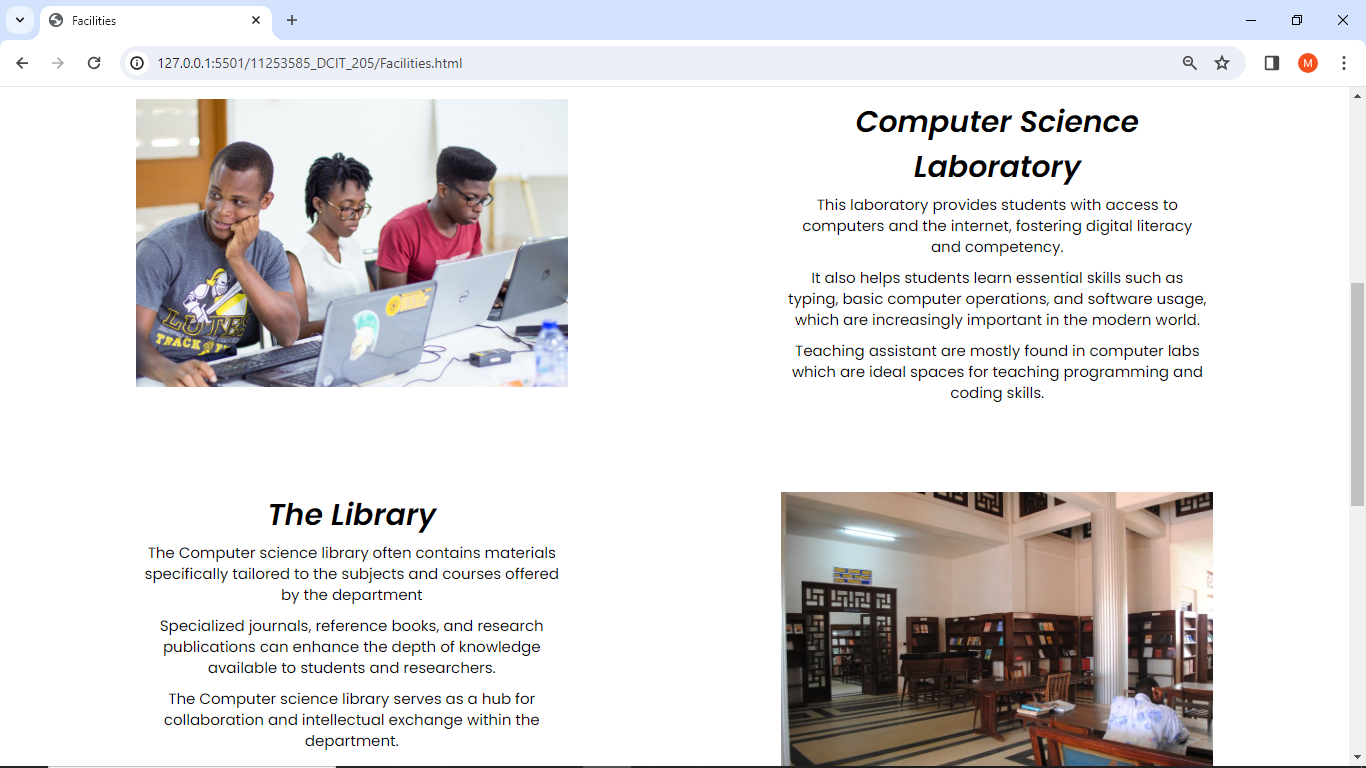 Facilities
127.0.0.1:5501/11253585_DCIT_205/Facilities.html
M
LUTE
TRACK
DELL
Computer Science
Laboratory
This laboratory provides students with access to
computers and the internet, fostering digital literacy
and competency.
It also helps students learn essential skills such as
typing, basic computer operations, and software usage,
which are increasingly important in the modern world.
Teaching assistant are mostly found in computer labs
which are ideal spaces for teaching programming and
coding skills.
The Library
The Computer science library often contains materials
specifically tailored to the subjects and courses offered
by the department
Specialized journals, reference books, and research
publications can enhance the depth of knowledge
available to students and researchers.
The Computer science library serves as a hub for
collaboration and intellectual exchange within the
department.